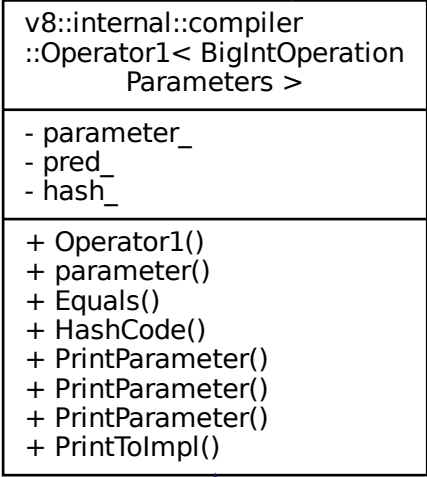 v8::internal::compiler
::Operator1< BigIntOperation
Parameters >
- parameter_
- pred_
- hash_
+ Operator1()
+ parameter()
+ Equals()
+ HashCode()
+ PrintParameter()
+ PrintParameter()
+ PrintParameter()
+ PrintToImpl()